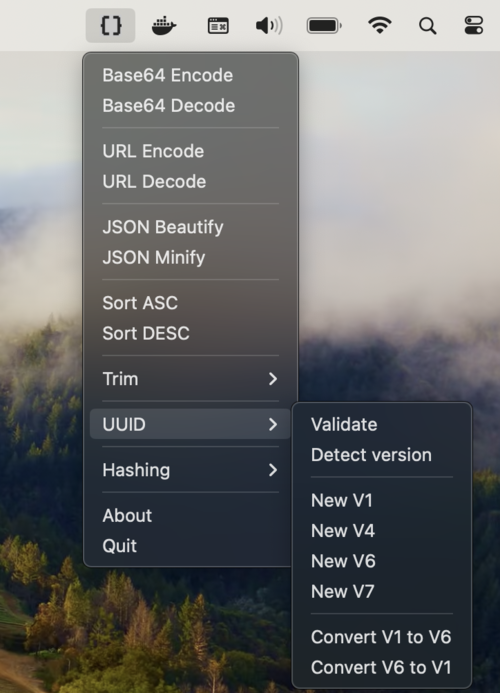 {}
Base64 Encode
Base64 Decode
URL Encode
URL Decode
JSON Beautify
JSON Minify
Sort ASC
Sort DESC
Trim
UUID
Hashing
About
Quit
Validate
Detect version
New V1
New V4
New V6
New V7
Convert V1 to V6
Convert V6 to V1